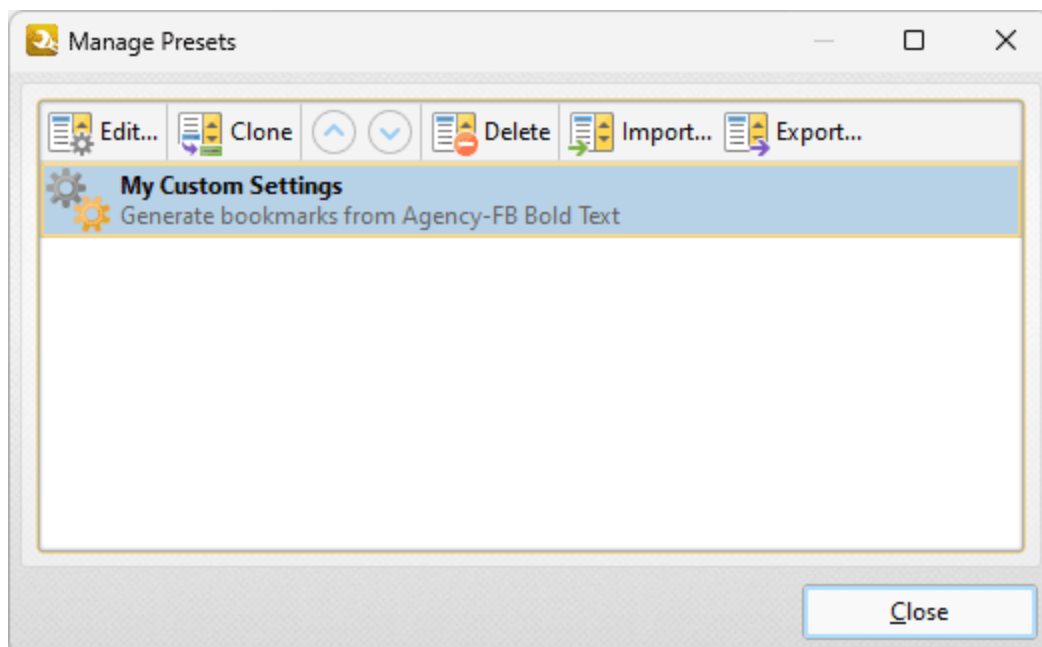 Manage Presets
Edit... Clone Delete Import... Export...
My Custom Settings
Generate bookmarks from Agency-FB Bold Text
Close